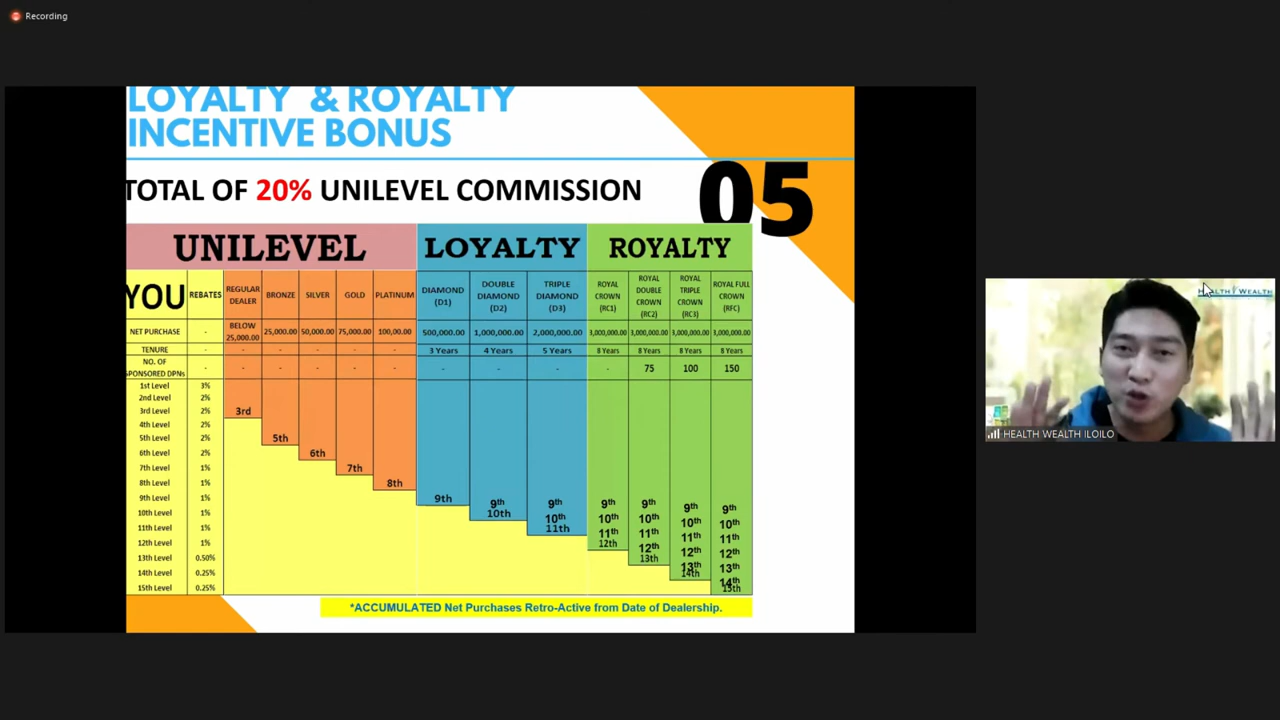 Recording
LOYALTY & ROYALTY
INCENTIVE BONUS
TOTAL OF 20% UNILEVEL COMMISSION
05
UNILEVEL LOYALTY ROYALTY
YOU REBATES REGULAR DEALER BRONZE SILVER GOLD PLATINUM DIAMOND (D1) DOUBLE DIAMOND (D2) TRIPLE DIAMOND (D3) ROYAL CROWN (RC1) ROYAL DOUBLE CROWN (RC2) ROYAL TRIPLE CROWN (RC3) ROYAL FULL CROWN (RFC)
NET PURCHASE - BELOW 25,000.00 25,000.00 50,000.00 75,000.00 100,00.00 500,000.00 1,000,000.00 2,000,000.00 3,000,000.00 3,000,000.00 3,000,000.00 3,000,000.00
TENURE - - - - - - 3 Years 4 Years 5 Years 8 Years 8 Years 8 Years 8 Years
NO. OF SPONSORED DPNs - - - - - - - - - - 75 100 150
1st Level 3%
2nd Level 2%
3rd Level 2% 3rd
4th Level 2%
5th Level 2% 5th
6th Level 2% 6th
7th Level 1% 7th
8th Level 1% 8th
9th Level 1% 9th 9th 9th 9th 9th 9th 9th
10th Level 1% 10th 10th 10th 10th 10th 10th
11th Level 1% 11th 11th 11th 11th 11th
12th Level 1% 12th 12th 12th 12th
13th Level 0.50% 13th 13th 13th
14th Level 0.25% 14th 14th
15th Level 0.25% 15th
*ACCUMULATED Net Purchases Retro-Active from Date of Dealership.
HEALTH WEALTH
HEALTH WEALTH ILOILO